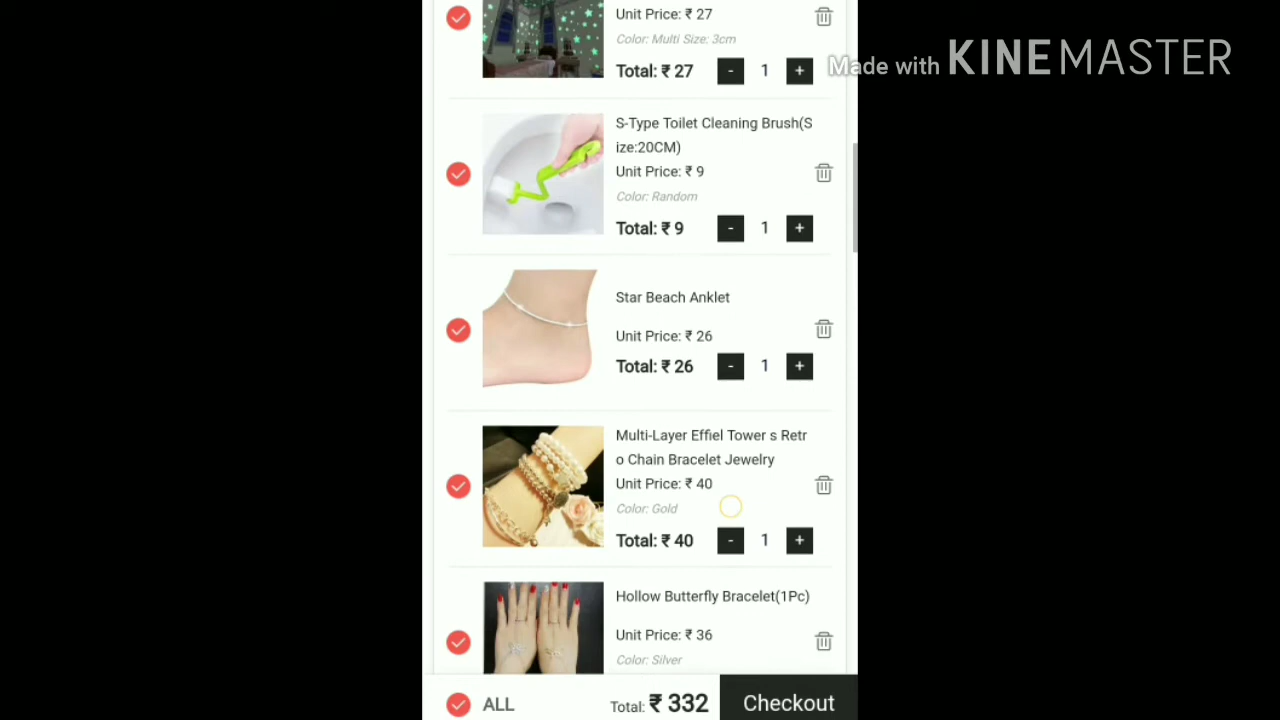 Unit Price: ₹ 27
Color: Multi Size: 3cm
Total: ₹ 27 - 1 +
Made with KINEMASTER
S-Type Toilet Cleaning Brush(S
ize:20CM)
Unit Price: ₹ 9
Color: Random
Total: ₹ 9 - 1 +
Star Beach Anklet
Unit Price: ₹ 26
Total: ₹ 26 - 1 +
Multi-Layer Effiel Tower s Retr
o Chain Bracelet Jewelry
Unit Price: ₹ 40
Color: Gold
Total: ₹ 40 - 1 +
Hollow Butterfly Bracelet(1Pc)
Unit Price: ₹ 36
Color: Silver
ALL Total: ₹ 332 Checkout